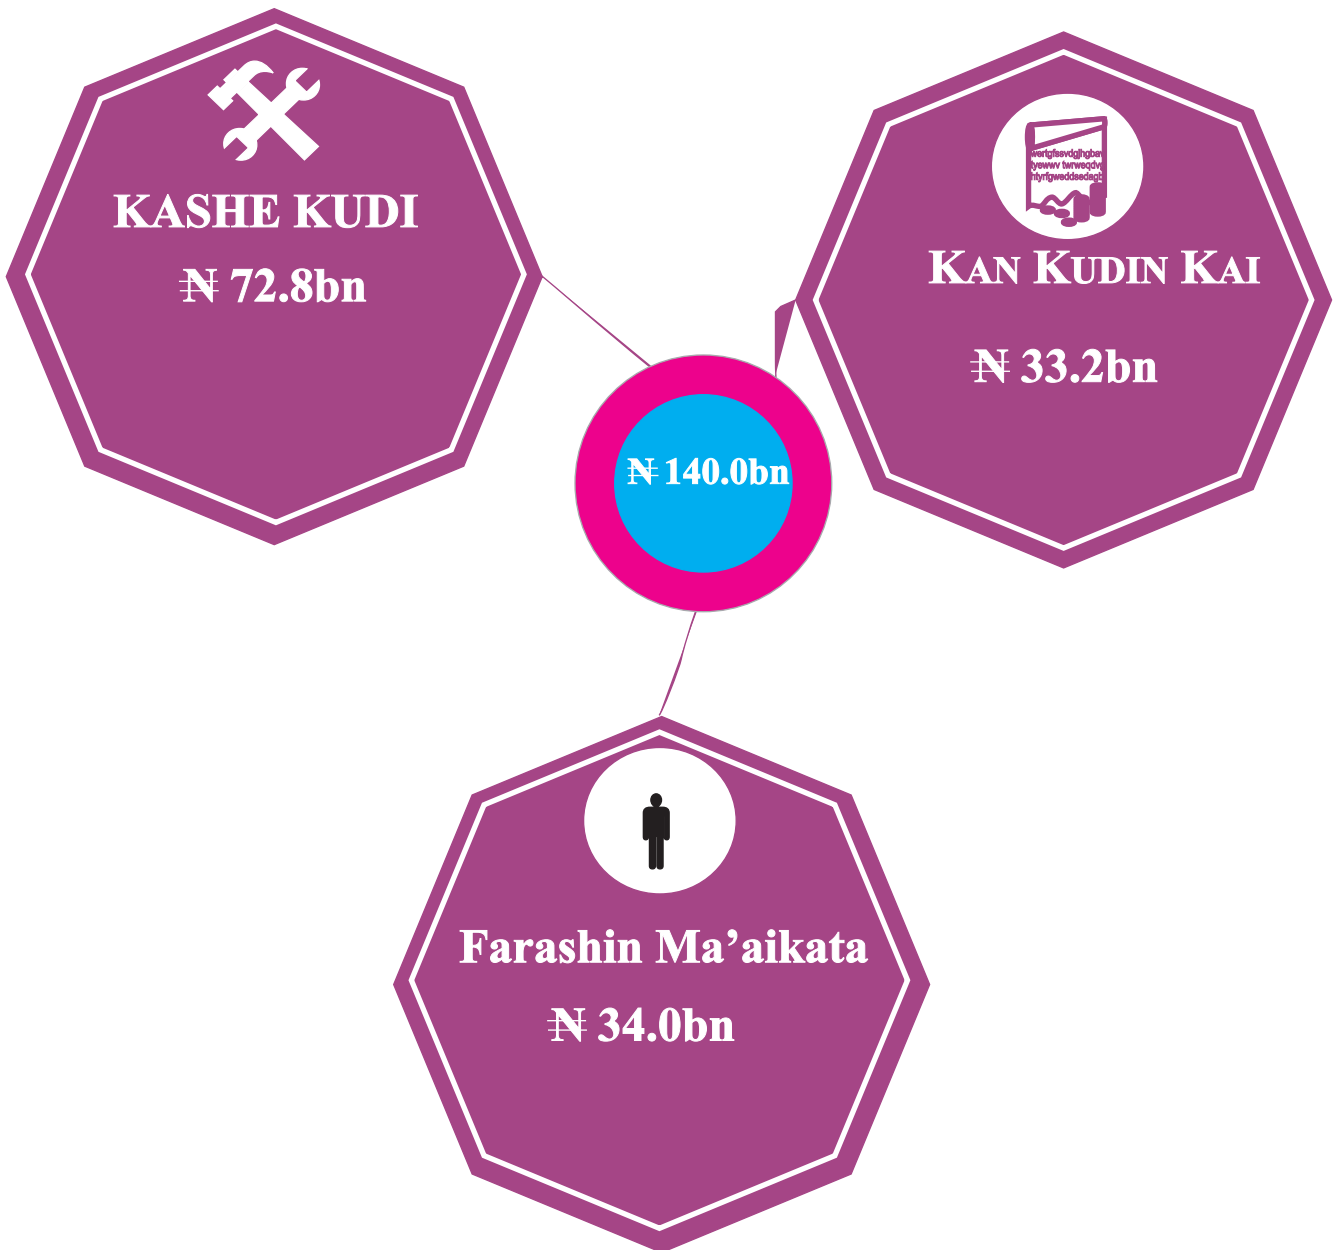 KASHE KUDI
₦ 72.8bn
KAN KUDIN KAI
₦ 33.2bn
₦ 140.0bn
Farashin Ma’aikata
₦ 34.0bn